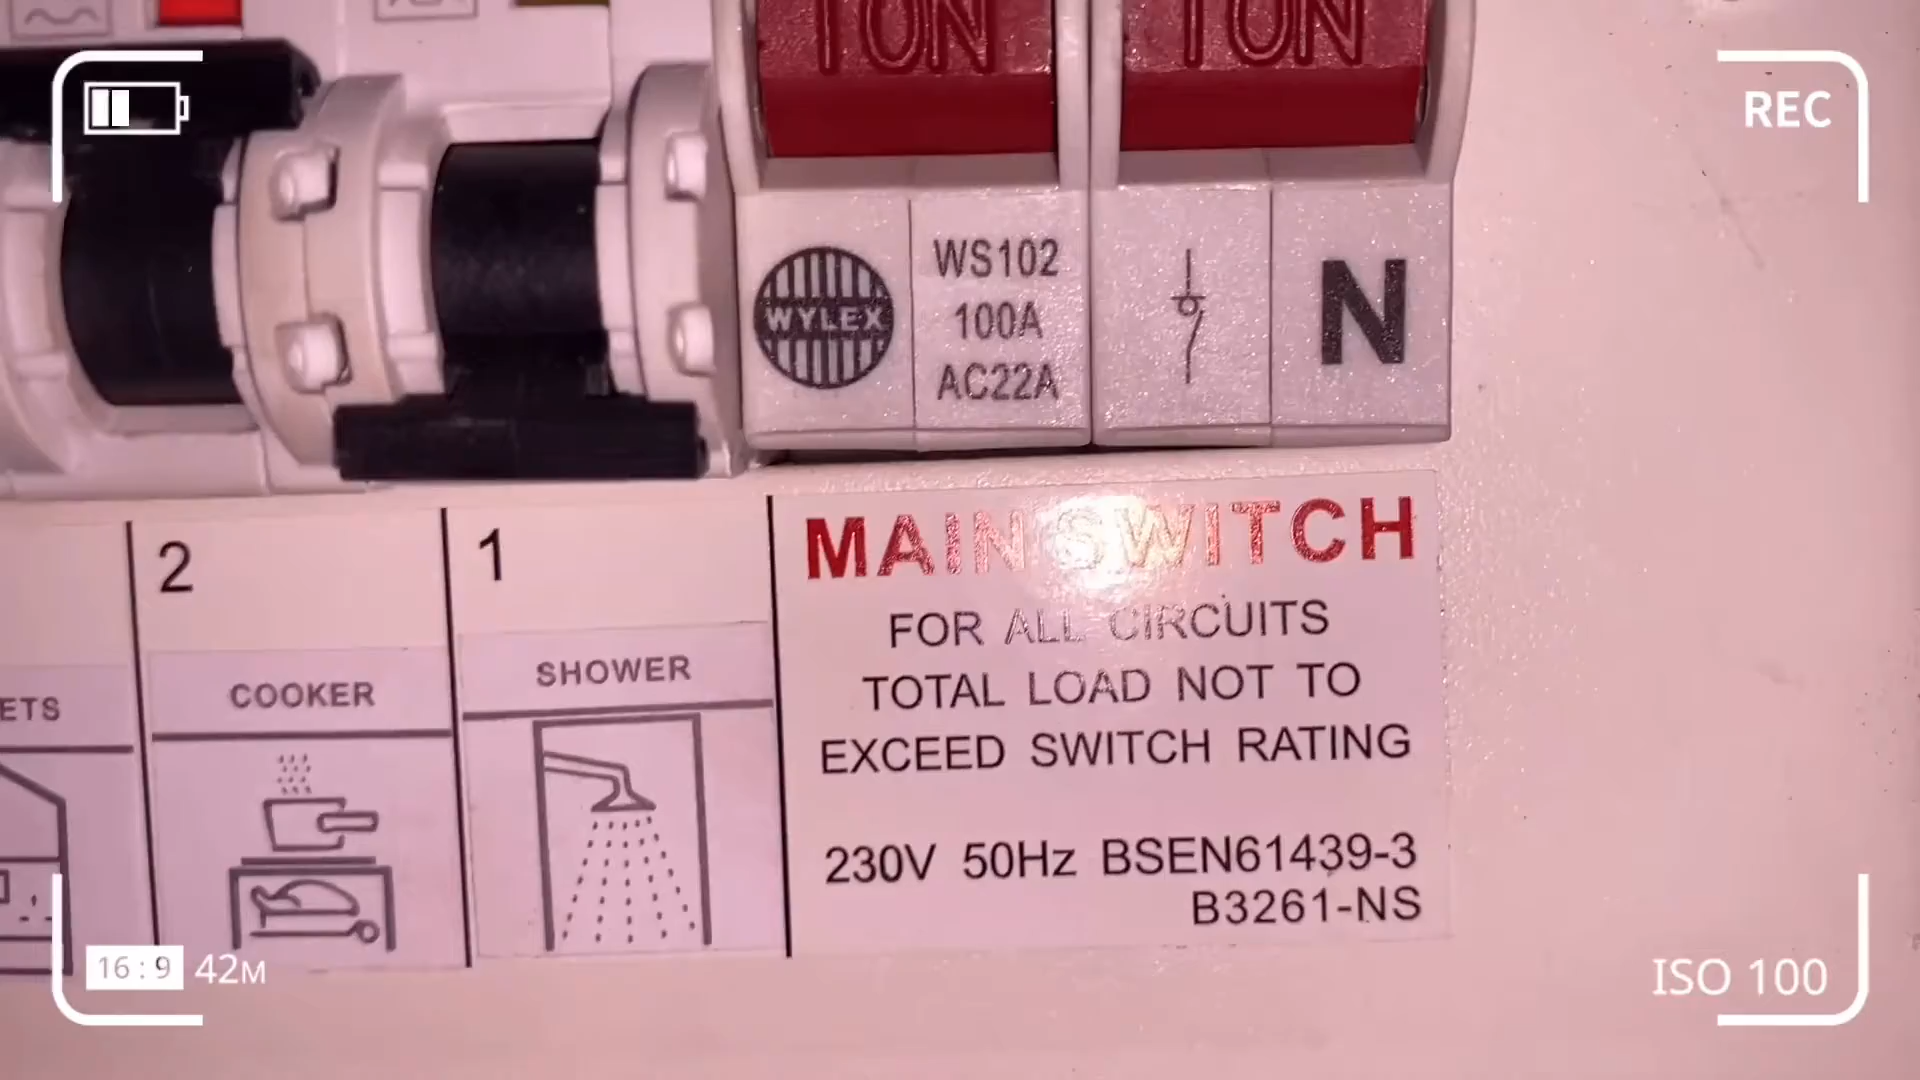 I ON
I ON
REC
WYLEX
WS102
100A
AC22A
N
2
1
MAIN SWITCH
FOR ALL CIRCUITS
TOTAL LOAD NOT TO
EXCEED SWITCH RATING
230V 50Hz BSEN61439-3
B3261-NS
ETS
COOKER
SHOWER
16:9 42M
ISO 100